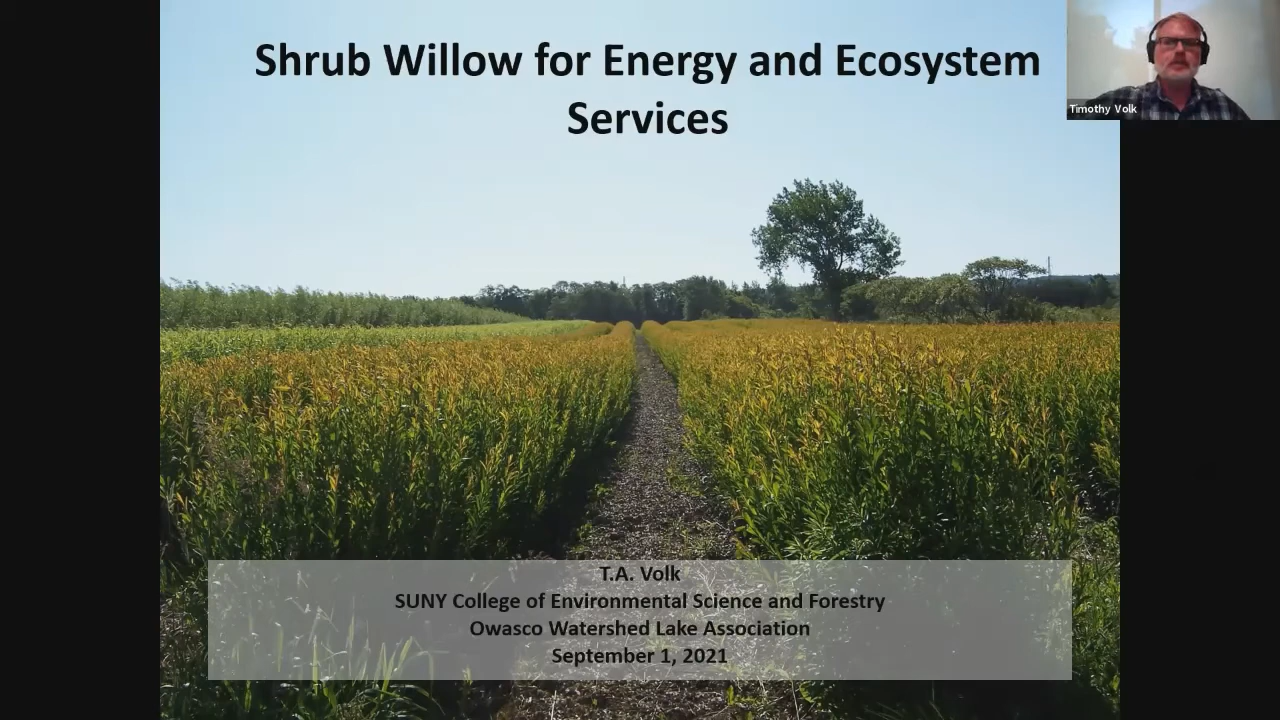 Shrub Willow for Energy and Ecosystem
Services
Timothy Volk
T.A. Volk
SUNY College of Environmental Science and Forestry
Owasco Watershed Lake Association
September 1, 2021